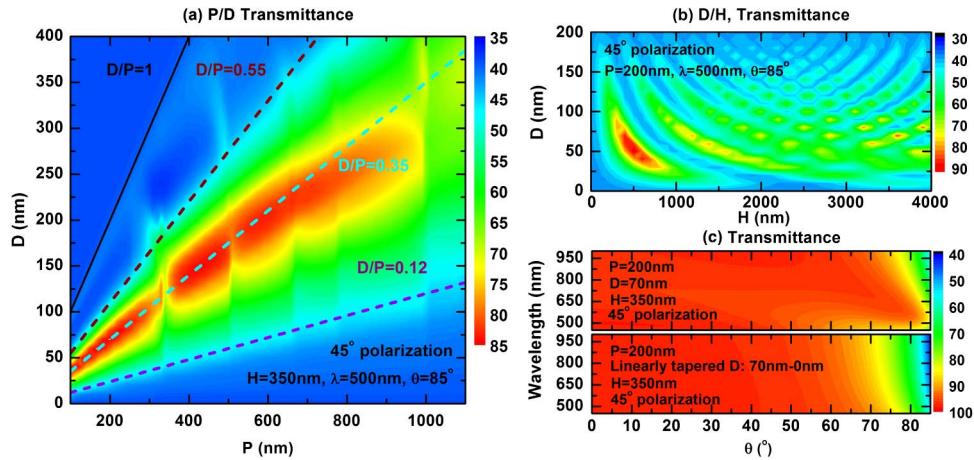 (a) P/D Transmittance
400
350
300
250
200
150
100
50
0
D (nm)
D/P=1
D/P=0.55
D/P=0.35
D/P=0.12
45° polarization
H=350nm, λ=500nm, θ=85°
200 400 600 800 1000
P (nm)
35
40
45
50
55
60
65
70
75
80
85
(b) D/H, Transmittance
200
150
100
50
0
D (nm)
45° polarization
P=200nm, λ=500nm, θ=85°
0 1000 2000 3000 4000
H (nm)
30
40
50
60
70
80
90
(c) Transmittance
Wavelength (nm)
950
800
650
500
P=200nm
D=70nm
H=350nm
45° polarization
950
800
650
500
P=200nm
Linearly tapered D: 70nm-0nm
H=350nm
45° polarization
0 10 20 30 40 50 60 70 80
θ (°)
40
50
60
70
80
90
100